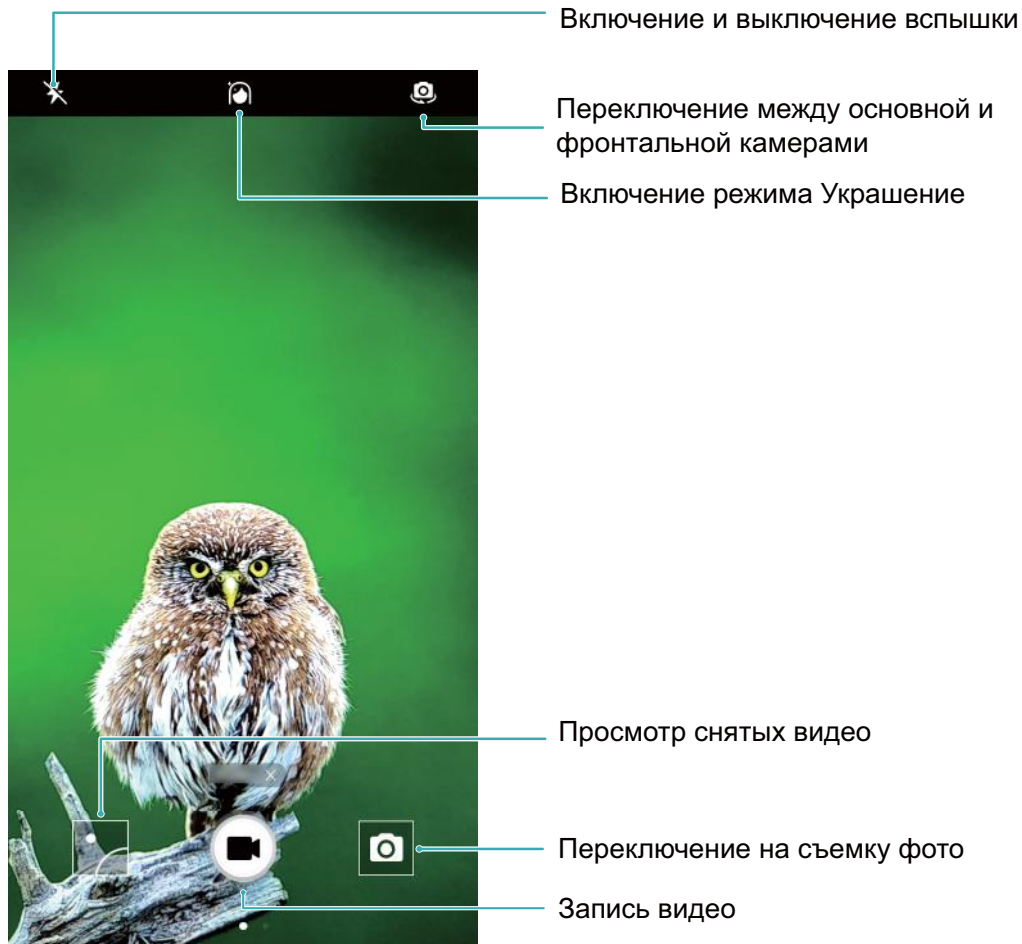 Включение и выключение вспышки
Переключение между основной и
фронтальной камерами
Включение режима Украшение
Просмотр снятых видео
Переключение на съемку фото
Запись видео